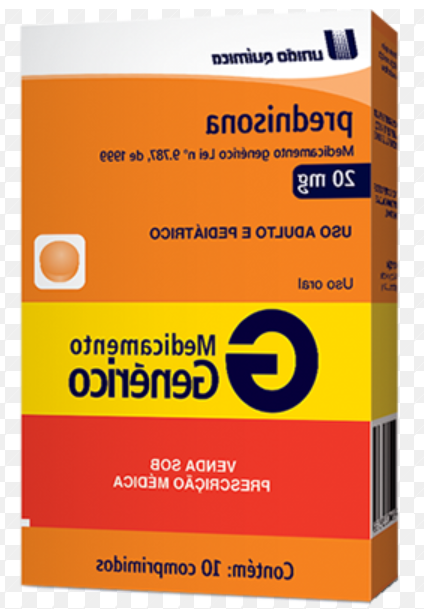 união química
prednisona
Medicamento genérico Lei n° 9.787, de 1999
20 mg
USO ADULTO E PEDIÁTRICO
Uso oral
G
Medicamento
Genérico
VENDA SOB
PRESCRIÇÃO MÉDICA
Contém: 10 comprimidos